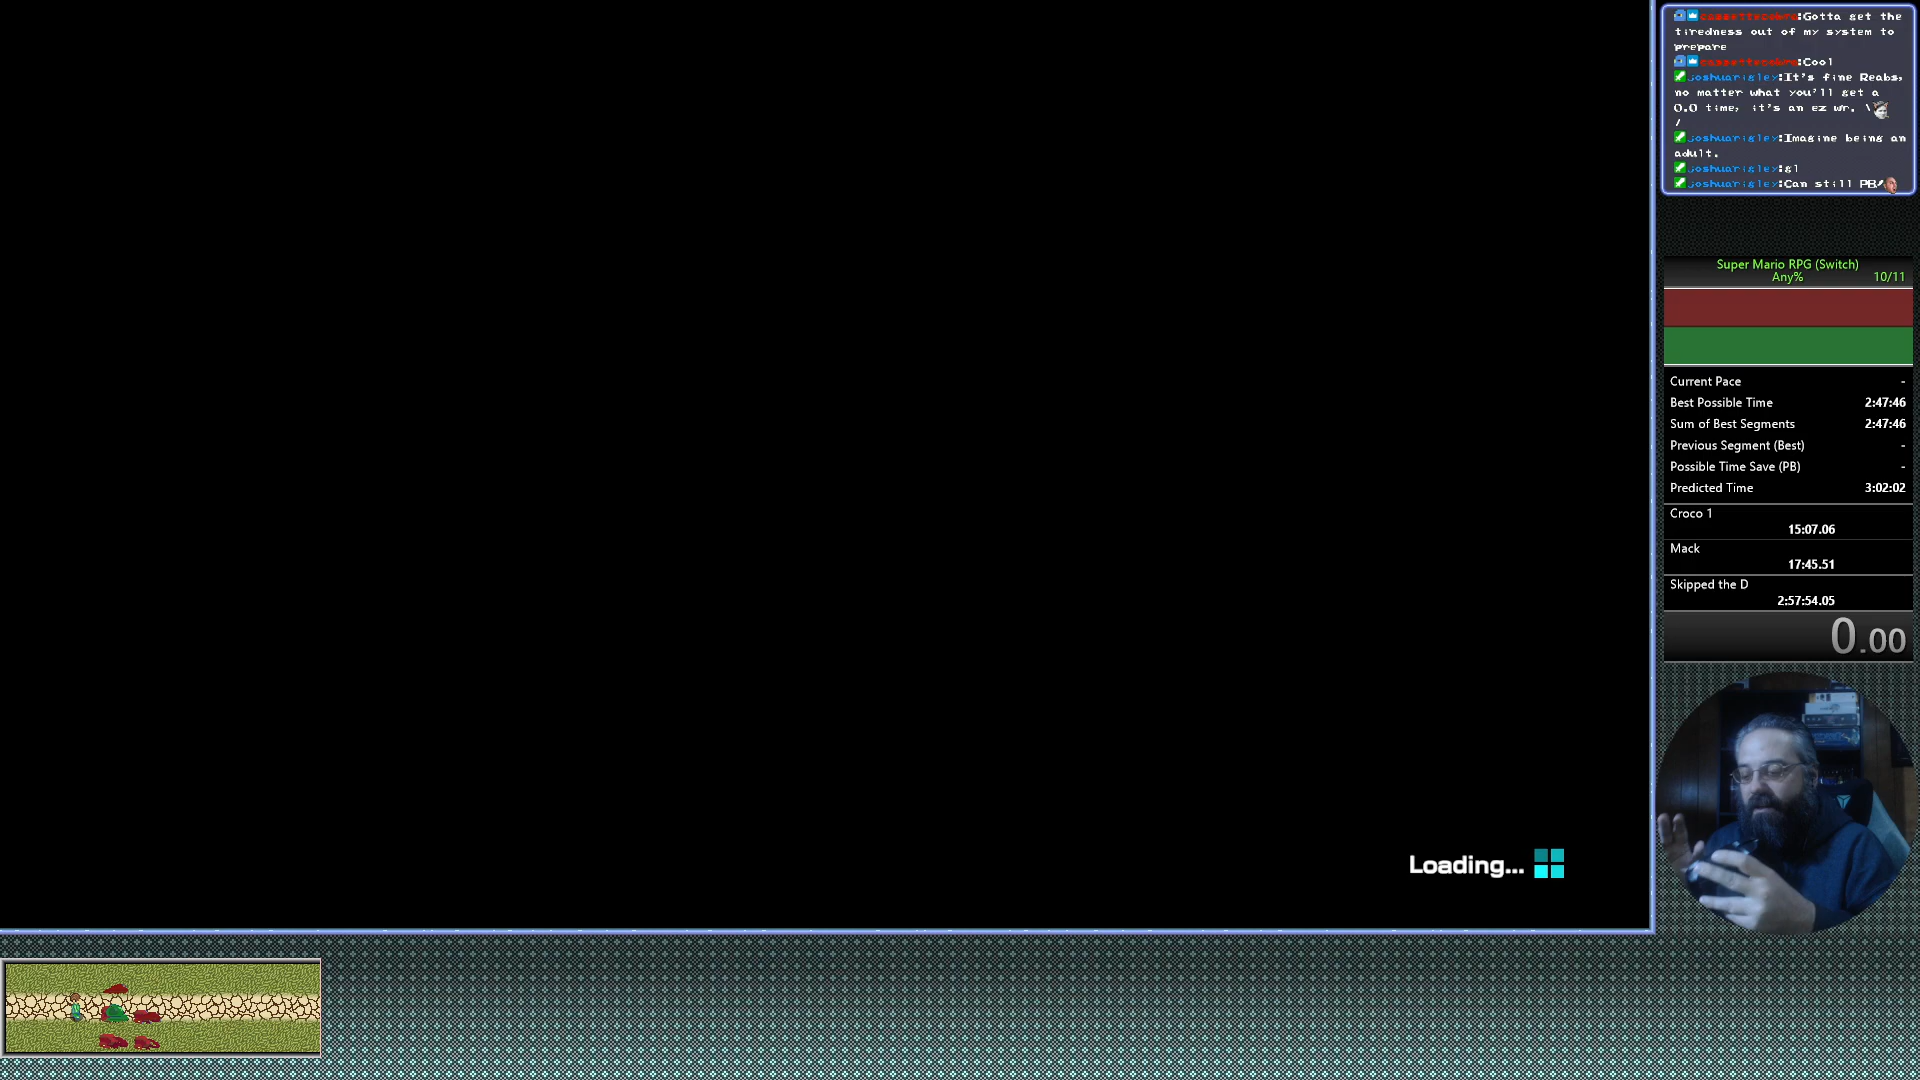 :Gotta get the
tiredness out of my system to
prepare
:Cool
joshuarigley:It's fine Reabs,
no matter what you'll get a
0.0 time, it's an ez wr. \
/
joshuarigley:Imagine being an
adult.
joshuarigley:gl
joshuarigley:Can still PB/
Super Mario RPG (Switch)
Any% 10/11
Current Pace -
Best Possible Time 2:47:46
Sum of Best Segments 2:47:46
Previous Segment (Best) -
Possible Time Save (PB) -
Predicted Time 3:02:02
Croco 1
15:07.06
Mack
17:45.51
Skipped the D
2:57:54.05
0.00
Loading...